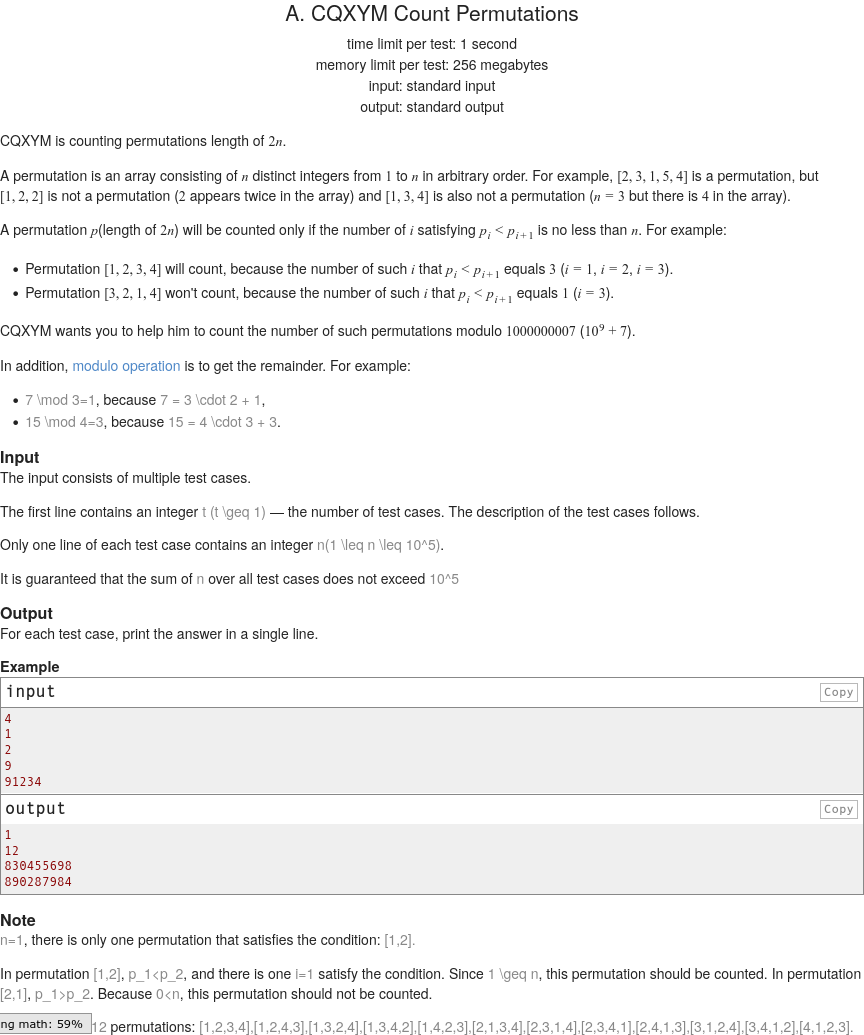 A. CQXYM Count Permutations
time limit per test: 1 second
memory limit per test: 256 megabytes
input: standard input
output: standard output
CQXYM is counting permutations length of 2n.
A permutation is an array consisting of n distinct integers from 1 to n in arbitrary order. For example, [2, 3, 1, 5, 4] is a permutation, but
[1, 2, 2] is not a permutation (2 appears twice in the array) and [1, 3, 4] is also not a permutation (n = 3 but there is 4 in the array).
A permutation p(length of 2n) will be counted only if the number of i satisfying p_i < p_{i+1} is no less than n. For example:
• Permutation [1, 2, 3, 4] will count, because the number of such i that p_i < p_{i+1} equals 3 (i = 1, i = 2, i = 3).
• Permutation [3, 2, 1, 4] won't count, because the number of such i that p_i < p_{i+1} equals 1 (i = 3).
CQXYM wants you to help him to count the number of such permutations modulo 1000000007 (10^9 + 7).
In addition, modulo operation is to get the remainder. For example:
• 7 \mod 3=1, because 7 = 3 \cdot 2 + 1,
• 15 \mod 4=3, because 15 = 4 \cdot 3 + 3.
Input
The input consists of multiple test cases.
The first line contains an integer t (t \geq 1) — the number of test cases. The description of the test cases follows.
Only one line of each test case contains an integer n(1 \leq n \leq 10^5).
It is guaranteed that the sum of n over all test cases does not exceed 10^5
Output
For each test case, print the answer in a single line.
Example
input Copy
4
1
2
9
91234
output Copy
1
12
830455698
890287984
Note
n=1, there is only one permutation that satisfies the condition: [1,2].
In permutation [1,2], p_1<p_2, and there is one i=1 satisfy the condition. Since 1 \geq n, this permutation should be counted. In permutation
[2,1], p_1>p_2. Because 0<n, this permutation should not be counted.
ng math: 59% 12 permutations: [1,2,3,4],[1,2,4,3],[1,3,2,4],[1,3,4,2],[1,4,2,3],[2,1,3,4],[2,3,1,4],[2,3,4,1],[2,4,1,3],[3,1,2,4],[3,4,1,2],[4,1,2,3].